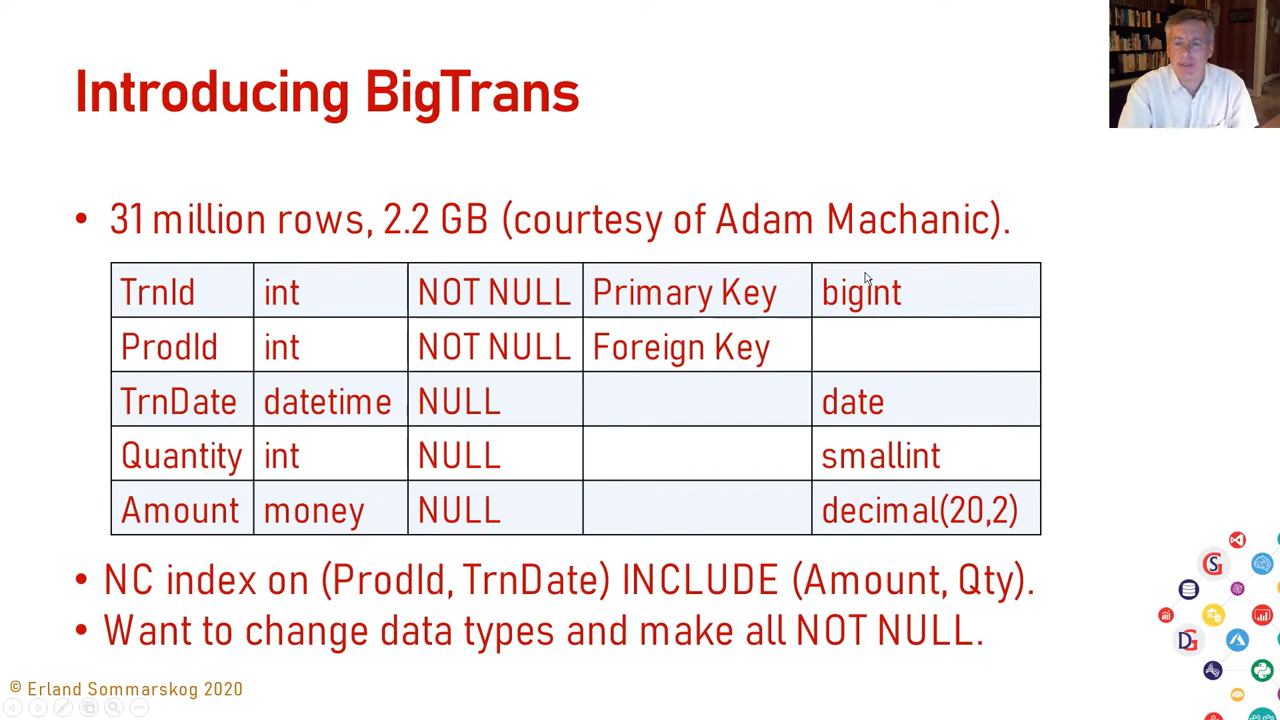 Introducing BigTrans
• 31 million rows, 2.2 GB (courtesy of Adam Machanic).
TrnId int NOT NULL Primary Key bigint
ProdId int NOT NULL Foreign Key
TrnDate datetime NULL date
Quantity int NULL smallint
Amount money NULL decimal(20,2)
• NC index on (ProdId, TrnDate) INCLUDE (Amount, Qty).
• Want to change data types and make all NOT NULL.
© Erland Sommarskog 2020